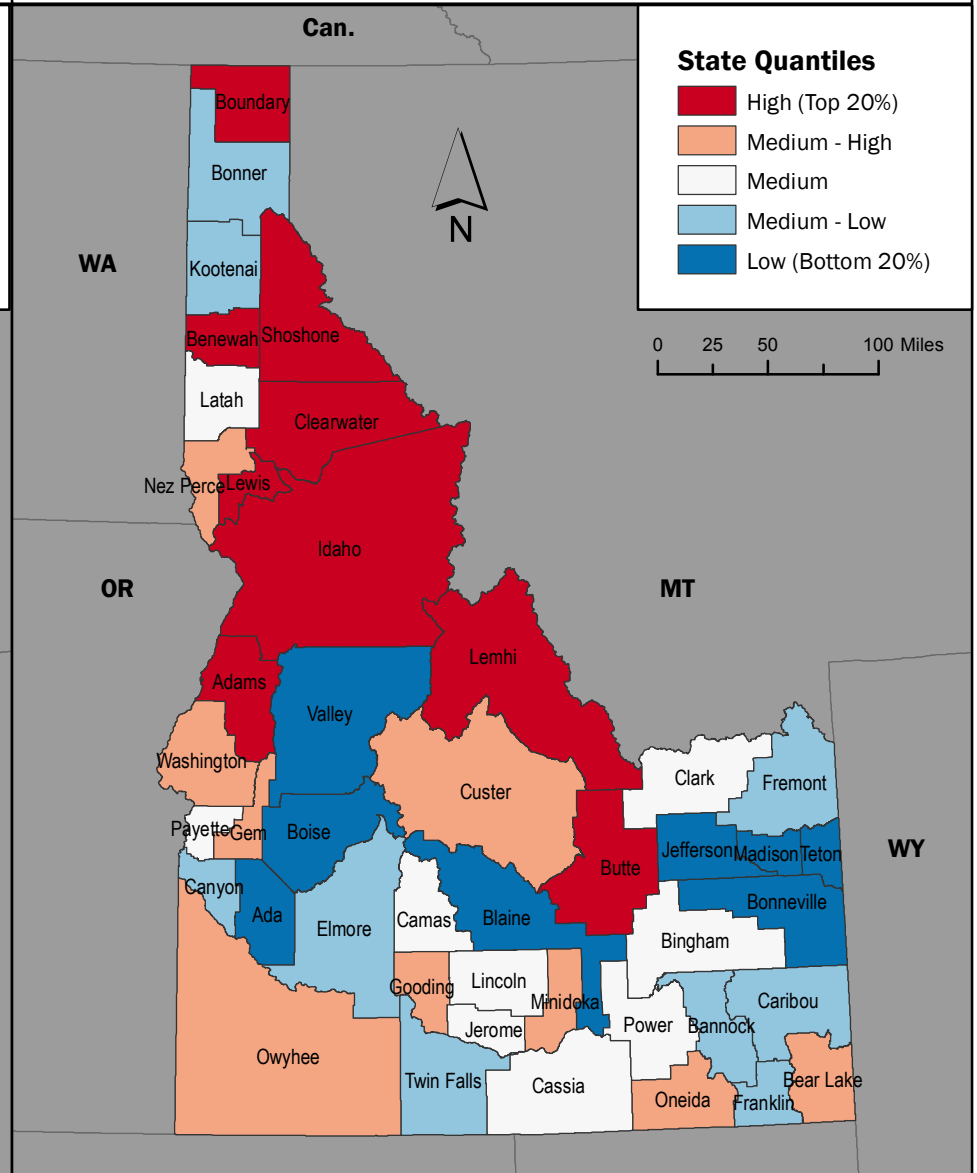 Can.
State Quantiles
High (Top 20%)
Medium - High
Medium
Medium - Low
Low (Bottom 20%)
0 25 50 100 Miles
N
WA
OR
MT
WY
Boundary
Bonner
Kootenai
Benewah
Shoshone
Latah
Clearwater
Nez Perce
Lewis
Idaho
Lemhi
Adams
Valley
Washington
Custer
Clark
Fremont
Payette
Gem
Boise
Butte
Jefferson
Madison
Teton
Canyon
Ada
Elmore
Camas
Blaine
Bonneville
Bingham
Gooding
Lincoln
Minidoka
Jerome
Power
Bannock
Caribou
Owyhee
Twin Falls
Cassia
Oneida
Franklin
Bear Lake